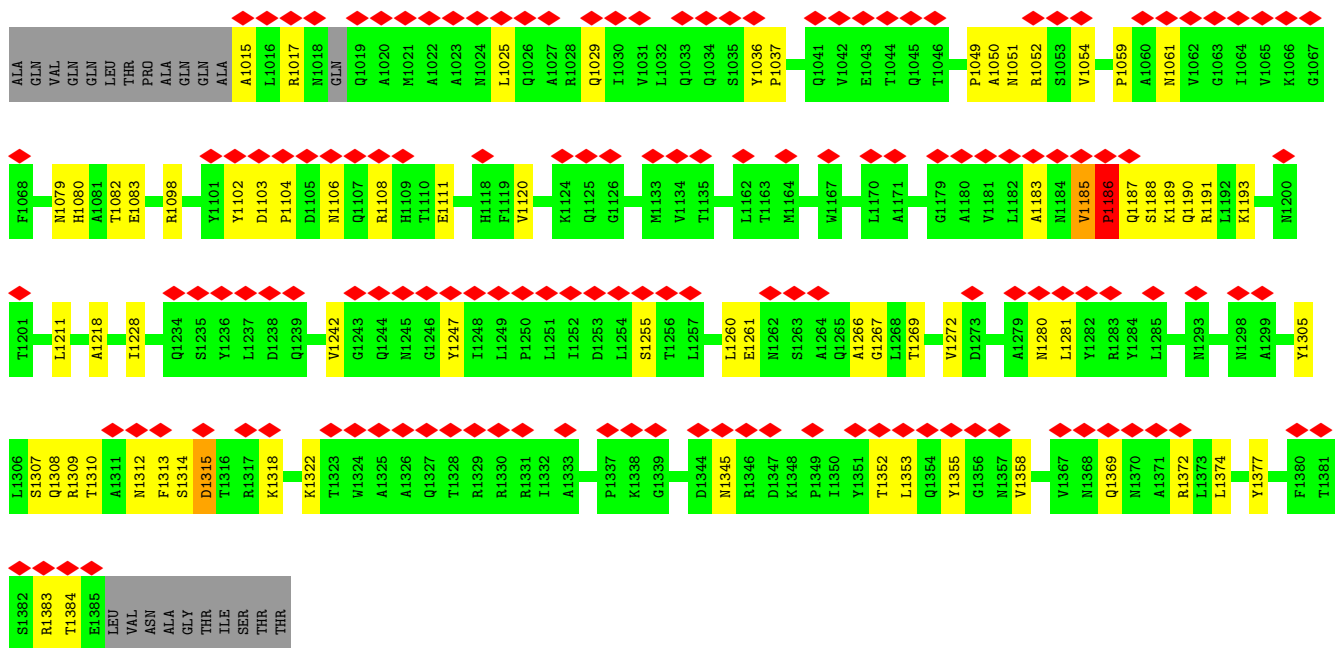 ALA GLN VAL GLN GLN LEU THR PRO ALA GLN GLN ALA A1015 L1016 R1017 N1018 GLN Q1019 A1020 M1021 A1022 A1023 N1024 L1025 Q1026 A1027 R1028 Q1029 I1030 V1031 L1032 Q1033 Q1034 S1035 Y1036 P1037 Q1041 V1042 E1043 T1044 Q1045 T1046 P1049 A1050 N1051 R1052 S1053 V1054 P1059 A1060 N1061 V1062 G1063 I1064 V1065 K1066 G1067
F1068 N1079 H1080 A1081 T1082 E1083 R1098 Y1101 Y1102 D1103 P1104 D1105 N1106 Q1107 R1108 H1109 T1110 E1111 H1118 F1119 V1120 K1124 Q1125 G1126 M1133 V1134 T1135 L1162 T1163 M1164 W1167 L1170 A1171 G1179 A1180 V1181 L1182 A1183 N1184 V1185 P1186 Q1187 S1188 K1189 Q1190 R1191 L1192 K1193 N1200
T1201 L1211 A1218 I1228 Q1234 S1235 Y1236 L1237 D1238 Q1239 V1242 G1243 Q1244 N1245 G1246 Y1247 I1248 L1249 P1250 L1251 I1252 D1253 L1254 S1255 T1256 L1257 L1260 E1261 N1262 S1263 A1264 Q1265 A1266 G1267 L1268 T1269 V1272 D1273 A1279 N1280 L1281 Y1282 R1283 Y1284 L1285 N1293 N1298 A1299 Y1305
L1306 S1307 Q1308 R1309 T1310 A1311 N1312 F1313 S1314 D1315 T1316 R1317 K1318 K1322 T1323 W1324 A1325 A1326 Q1327 T1328 R1329 R1330 R1331 I1332 A1333 P1337 K1338 G1339 D1344 N1345 R1346 D1347 K1348 P1349 I1350 Y1351 T1352 L1353 Q1354 Y1355 G1356 N1357 V1358 V1367 N1368 Q1369 N1370 A1371 R1372 L1373 L1374 Y1377 F1380 T1381
S1382 R1383 T1384 E1385 LEU VAL ASN ALA GLY THR ILE SER THR THR